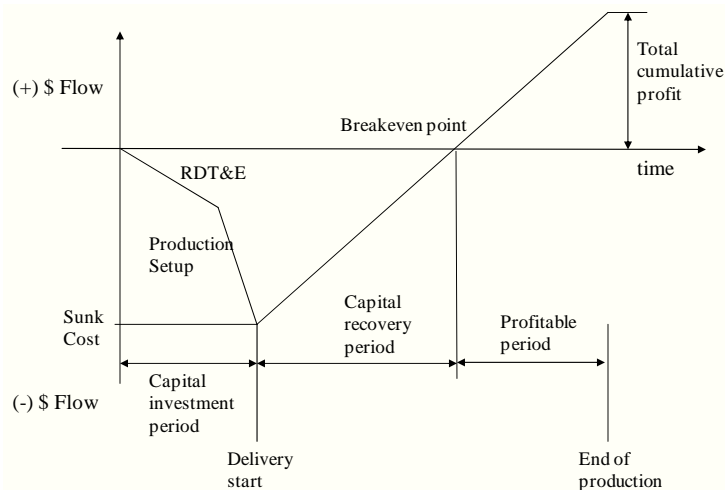 Total
cumulative
profit
(+) $ Flow
Breakeven point
time
RDT&E
Production
Setup
Sunk
Cost
Capital
recovery
period
Profitable
period
Capital
investment
period
(-) $ Flow
Delivery
start
End of
production